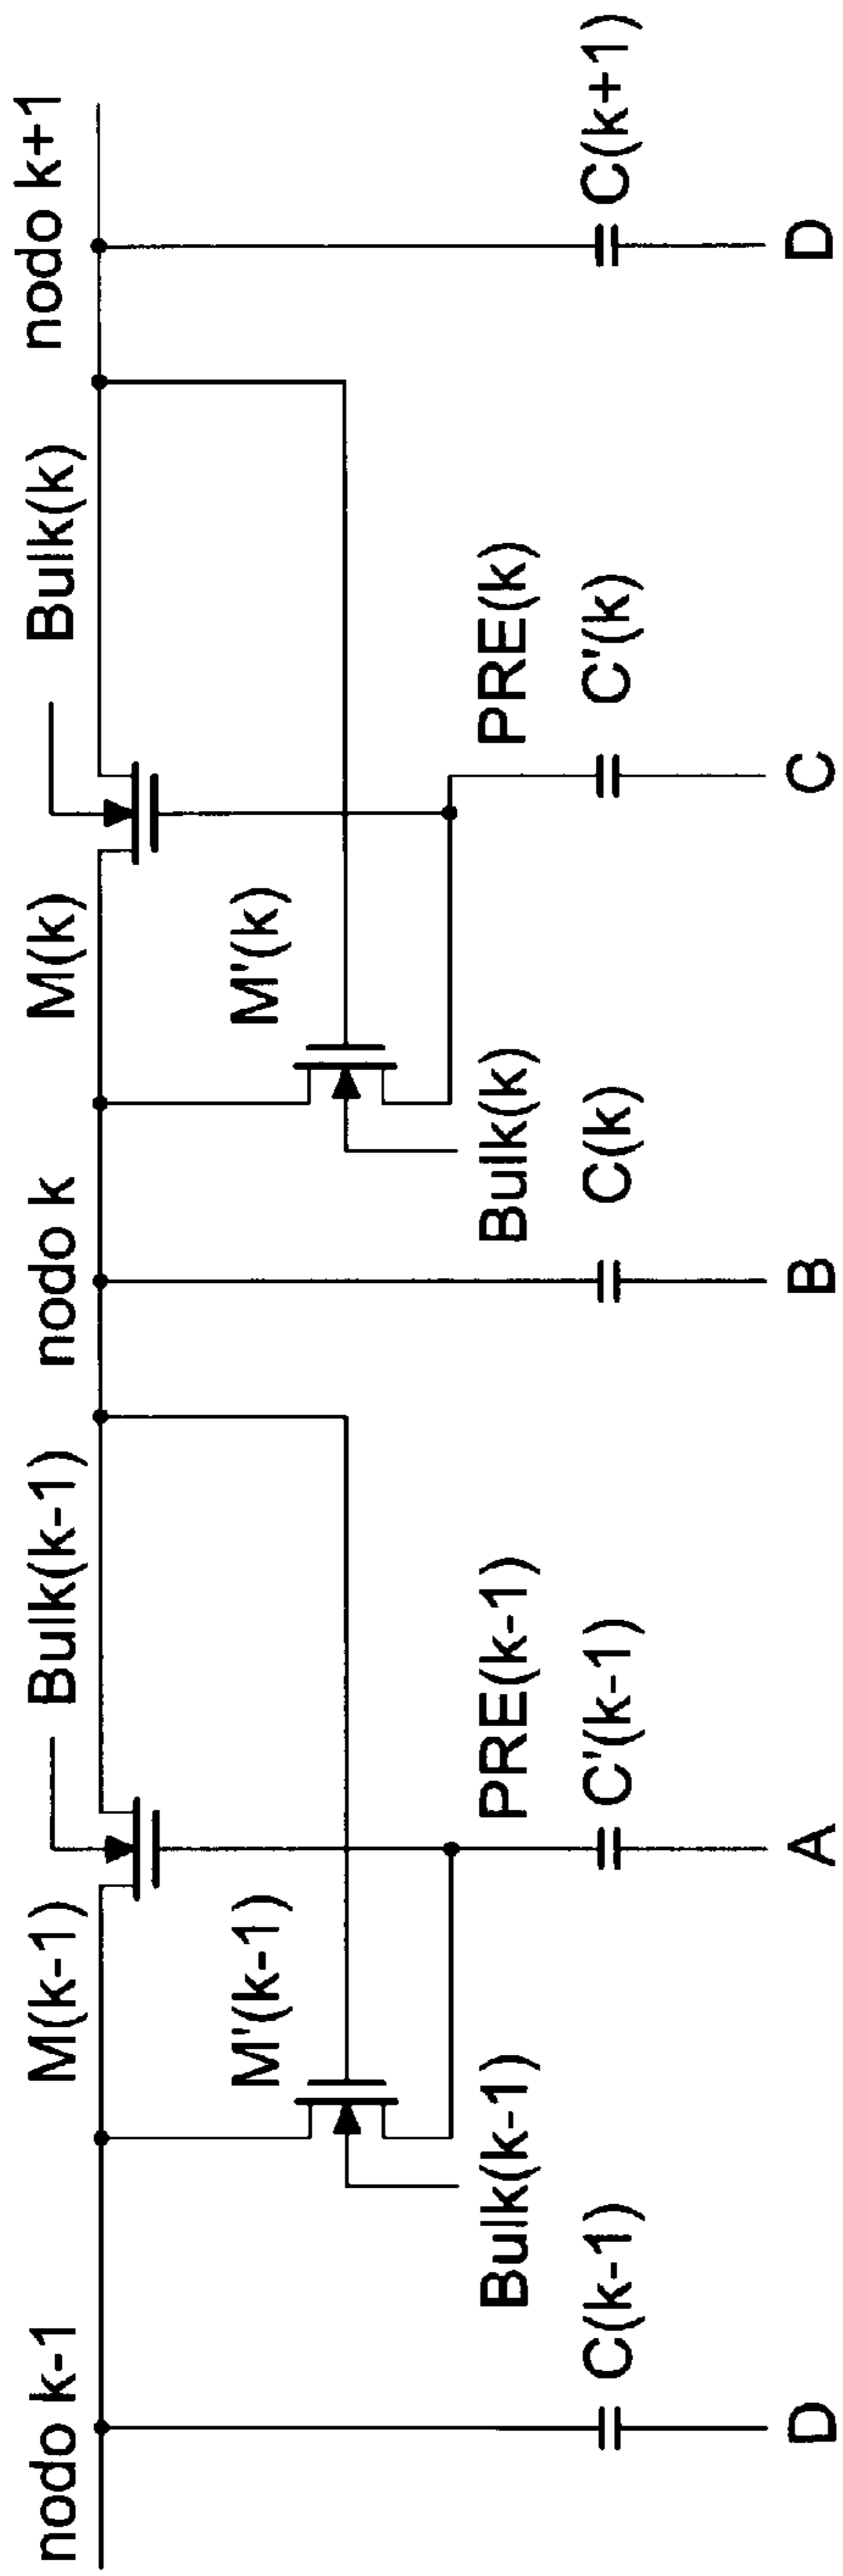 nodo k-1
M(k-1)
Bulk(k-1)
nodo k
M(k)
Bulk(k)
nodo k+1
M'(k-1)
M'(k)
Bulk(k-1)
PRE(k-1)
Bulk(k)
PRE(k)
C(k-1)
C'(k-1)
C(k)
C'(k)
C(k+1)
D
A
B
C
D